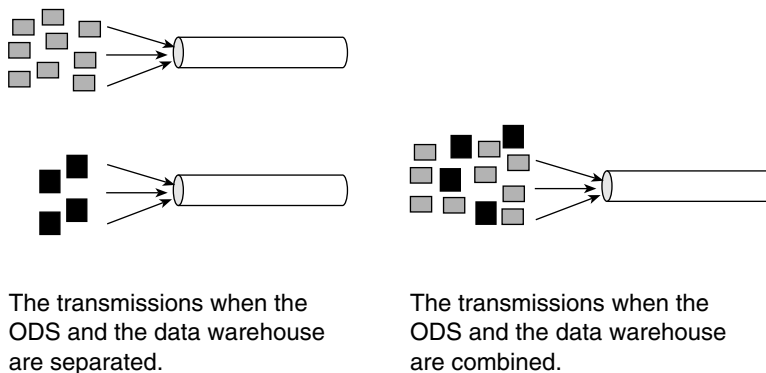 The transmissions when the
ODS and the data warehouse
are separated.
The transmissions when the
ODS and the data warehouse
are combined.